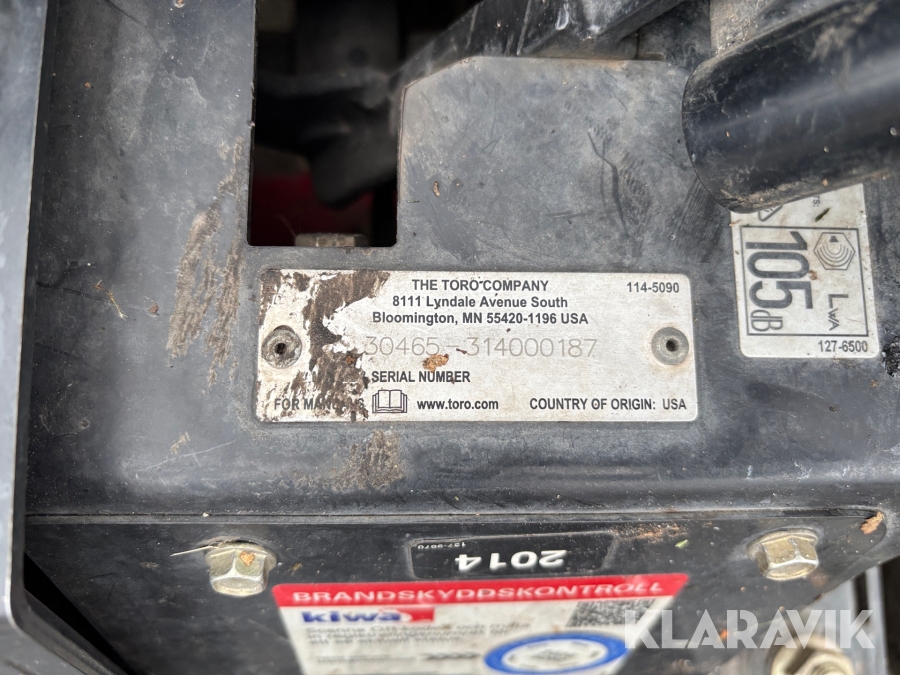 THE TORO COMPANY 114-5090
8111 Lyndale Avenue South
Bloomington, MN 55420-1196 USA
30465-314000187
SERIAL NUMBER
FOR www.toro.com COUNTRY OF ORIGIN: USA
105
dB
LWA
127-6500
2014
BRANDSKYDDSKONTROLL
kiwa
KLARAVIK